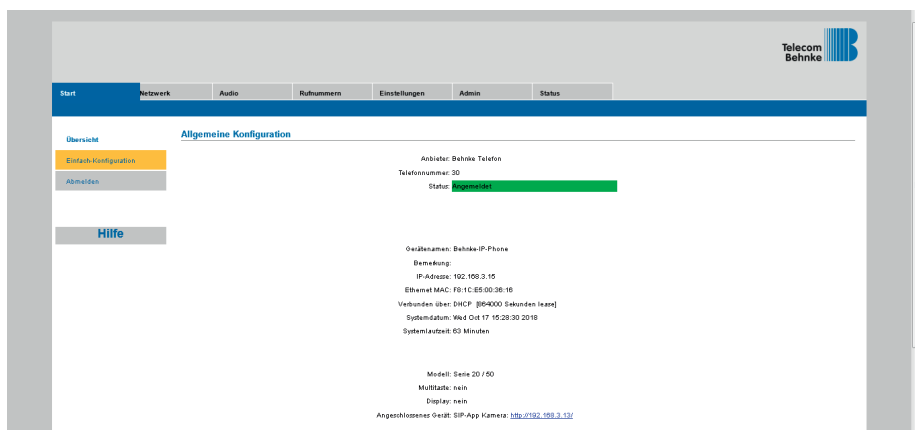 Telecom
Behnke
Start Netzwerk Audio Rufnummern Einstellungen Admin Status
Übersicht
Einfach-Konfiguration
Abmelden
Hilfe
Allgemeine Konfiguration
Anbieter: Behnke Telefon
Telefonnummer: 30
Status: Angemeldet
Gerätenamen: Behnke-IP-Phone
Bemerkung:
IP-Adresse: 192.168.3.15
Ethernet MAC: F8:1C:E5:00:36:16
Verbunden über: DHCP [864000 Sekunden lease]
Systemdatum: Wed Oct 17 15:28:30 2018
Systemlaufzeit: 63 Minuten
Modell: Serie 20 / 50
Multitaste: nein
Display: nein
Angeschlossenes Gerät: SIP-App Kamera: http://192.168.3.13/